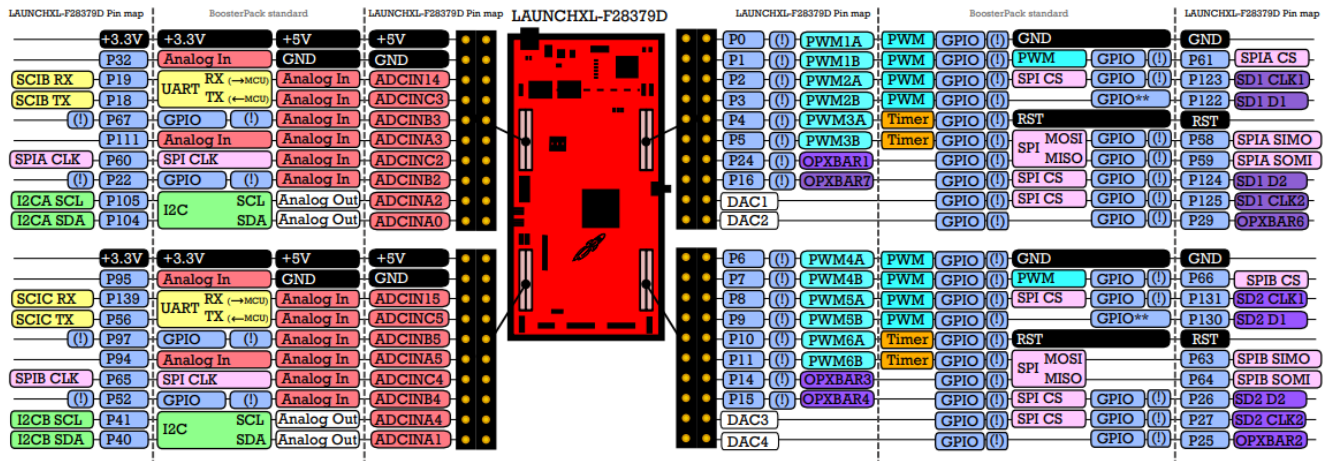 LAUNCHXL-F28379D Pin map BoosterPack standard LAUNCHXL-F28379D Pin map LAUNCHXL-F28379D LAUNCHXL-F28379D Pin map BoosterPack standard LAUNCHXL-F28379D Pin map
+3.3V +3.3V +5V +5V P0 (!) PWM1A PWM GPIO (!) GND GND
P32 Analog In GND GND P1 (!) PWM1B PWM GPIO (!) PWM GPIO (!) P61 SPIA CS
SCIB RX P19 UART RX (→MCU) Analog In ADCIN14 P2 (!) PWM2A PWM GPIO (!) SPI CS GPIO (!) P123 SD1 CLK1
SCIB TX P18 TX (←MCU) Analog In ADCINC3 P3 (!) PWM2B PWM GPIO (!) GPIO** P122 SD1 D1
(!) P67 GPIO (!) Analog In ADCINB3 P4 (!) PWM3A Timer GPIO (!) RST RST
P111 Analog In Analog In ADCINA3 P5 (!) PWM3B Timer GPIO (!) SPI MOSI GPIO (!) P58 SPIA SIMO
SPIA CLK P60 SPI CLK Analog In ADCINC2 P24 (!) OPXBAR1 GPIO (!) MISO GPIO (!) P59 SPIA SOMI
(!) P22 GPIO (!) Analog In ADCINB2 P16 (!) OPXBAR7 GPIO (!) SPI CS GPIO (!) P124 SD1 D2
I2CA SCL P105 I2C SCL Analog Out ADCINA2 DAC1 GPIO (!) SPI CS GPIO (!) P125 SD1 CLK2
I2CA SDA P104 SDA Analog Out ADCINA0 DAC2 GPIO (!) GPIO (!) P29 OPXBAR6
+3.3V +3.3V +5V +5V P6 (!) PWM4A PWM GPIO (!) GND GND
P95 Analog In GND GND P7 (!) PWM4B PWM GPIO (!) PWM GPIO (!) P66 SPIB CS
SCIC RX P139 UART RX (→MCU) Analog In ADCIN15 P8 (!) PWM5A PWM GPIO (!) SPI CS GPIO (!) P131 SD2 CLK1
SCIC TX P56 TX (←MCU) Analog In ADCINC5 P9 (!) PWM5B PWM GPIO (!) GPIO** P130 SD2 D1
(!) P97 GPIO (!) Analog In ADCINB5 P10 (!) PWM6A Timer GPIO (!) RST RST
P94 Analog In Analog In ADCINA5 P11 (!) PWM6B Timer GPIO (!) SPI MOSI P63 SPIB SIMO
SPIB CLK P65 SPI CLK Analog In ADCINC4 P14 (!) OPXBAR3 GPIO (!) MISO P64 SPIB SOMI
(!) P52 GPIO (!) Analog In ADCINB4 P15 (!) OPXBAR4 GPIO (!) SPI CS GPIO (!) P26 SD2 D2
I2CB SCL P41 I2C SCL Analog Out ADCINA4 DAC3 GPIO (!) SPI CS GPIO (!) P27 SD2 CLK2
I2CB SDA P40 SDA Analog Out ADCINA1 DAC4 GPIO (!) GPIO (!) P25 OPXBAR2